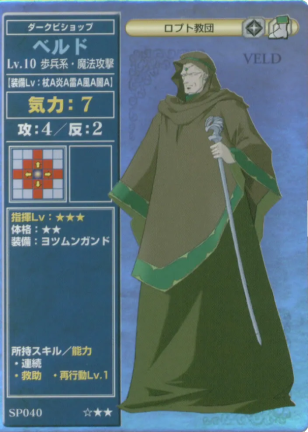 ダークビショップ
ロプト教団
ベルド
VELD
Lv.10 歩兵系・魔法攻撃
[装備Lv：杖A炎A雷A風A闇A]
気力：7
攻：4／反：2
指揮Lv：★★★
体格：★★
装備：ヨツムンガンド
所持スキル／能力
・連続
・救助 ・再行動Lv.1
SP040
☆★★